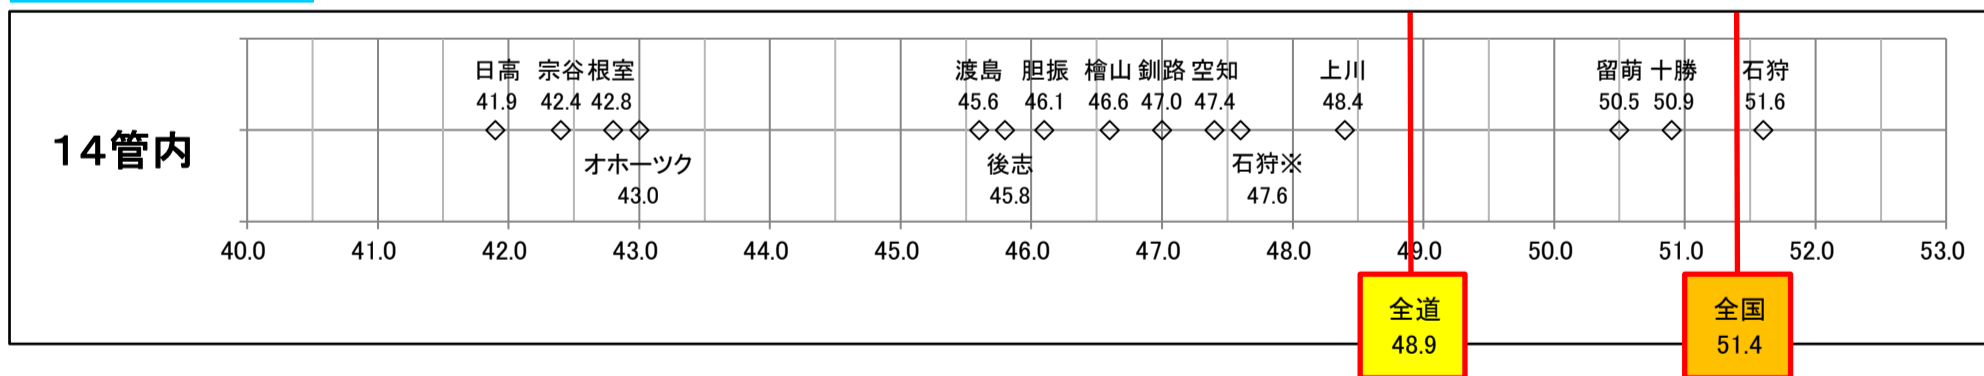 14管内
日高 宗谷 根室 渡島 胆振 檜山 釧路 空知 上川 留萌 十勝 石狩
41.9 42.4 42.8 45.6 46.1 46.6 47.0 47.4 48.4 50.5 50.9 51.6
オホーツク 後志 石狩※
43.0 45.8 47.6
40.0 41.0 42.0 43.0 44.0 45.0 46.0 47.0 48.0 49.0 50.0 51.0 52.0 53.0
全道 全国
48.9 51.4